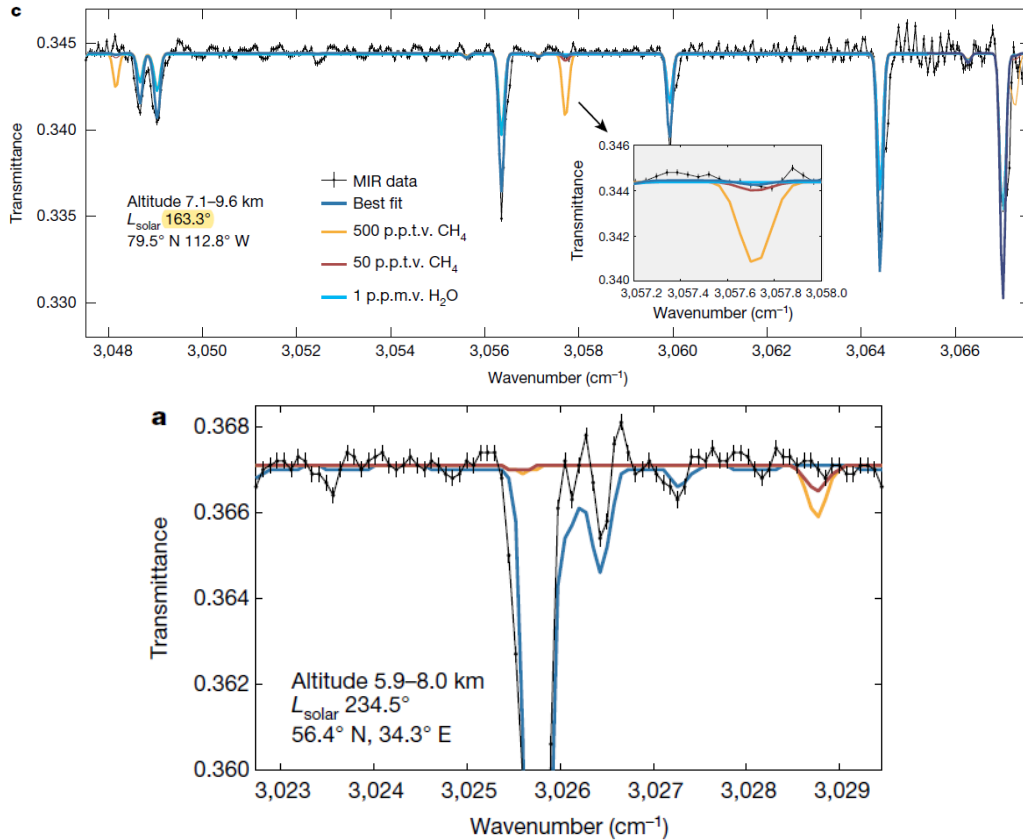 c
0.345
0.340
0.335
0.330
Transmittance
Altitude 7.1–9.6 km
Lsolar 163.3°
79.5° N 112.8° W
MIR data
Best fit
500 p.p.t.v. CH4
50 p.p.t.v. CH4
1 p.p.m.v. H2O
0.346
0.344
0.342
0.340
Transmittance
3,057.2 3,057.4 3,057.6 3,057.8 3,058.0
Wavenumber (cm−1)
3,048 3,050 3,052 3,054 3,056 3,058 3,060 3,062 3,064 3,066
Wavenumber (cm−1)
a
0.368
0.366
0.364
0.362
0.360
Transmittance
Altitude 5.9–8.0 km
Lsolar 234.5°
56.4° N, 34.3° E
3,023 3,024 3,025 3,026 3,027 3,028 3,029
Wavenumber (cm−1)